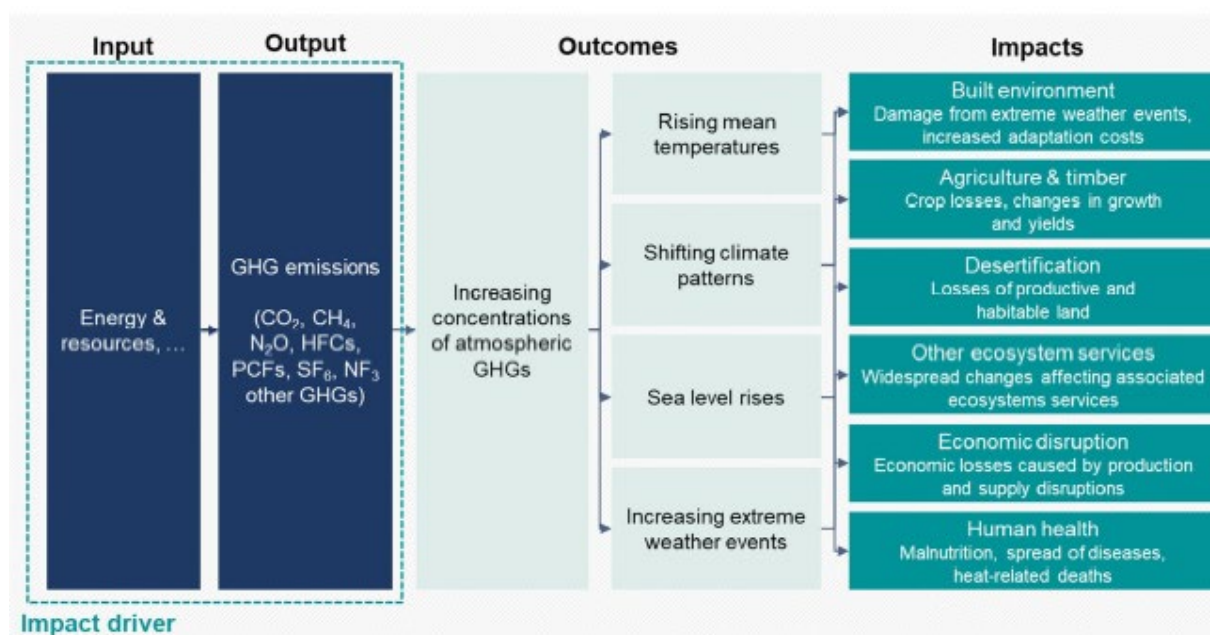 Input
Output
Outcomes
Impacts
Energy &
resources, …
GHG emissions
(CO₂, CH₄,
N₂O, HFCs,
PCFs, SF₆, NF₃
other GHGs)
Increasing
concentrations
of atmospheric
GHGs
Rising mean
temperatures
Shifting climate
patterns
Sea level rises
Increasing extreme
weather events
Built environment
Damage from extreme weather events,
increased adaptation costs
Agriculture & timber
Crop losses, changes in growth
and yields
Desertification
Losses of productive and
habitable land
Other ecosystem services
Widespread changes affecting associated
ecosystems services
Economic disruption
Economic losses caused by production
and supply disruptions
Human health
Malnutrition, spread of diseases,
heat-related deaths
Impact driver